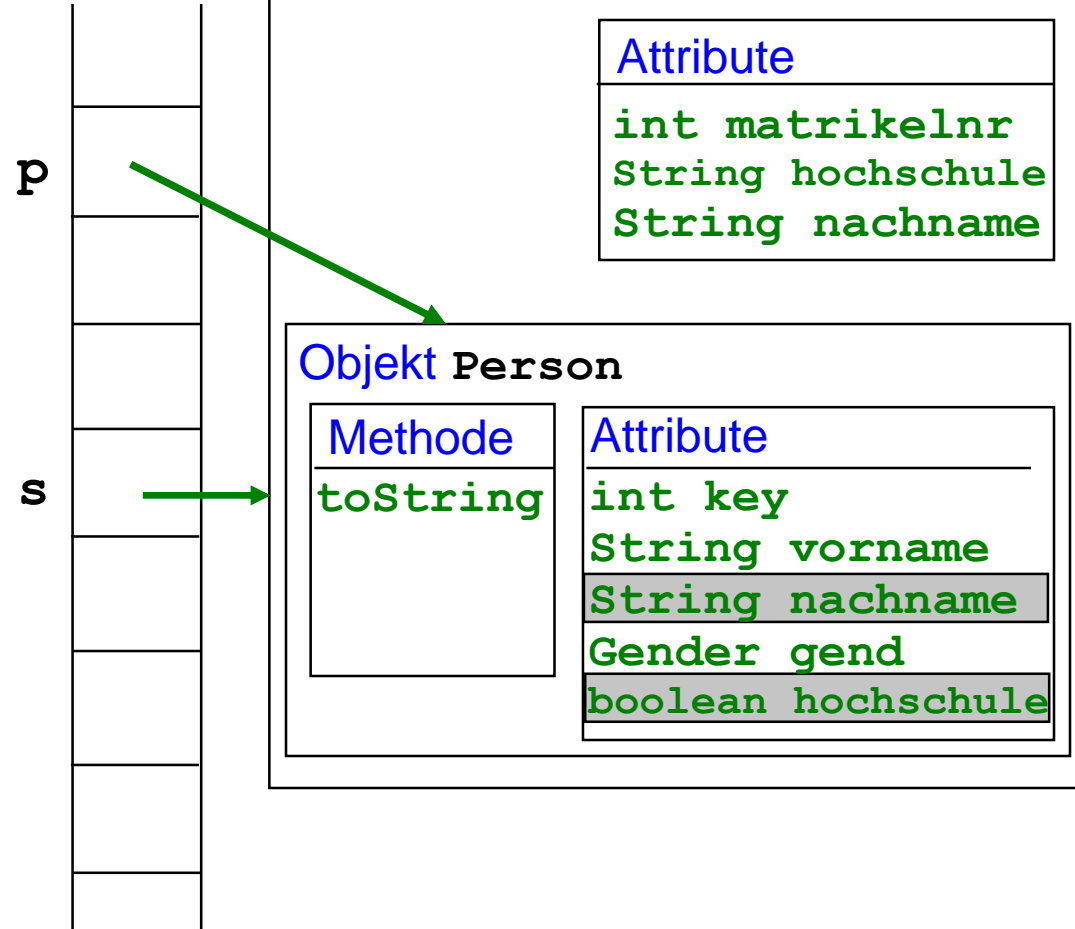 Attribute
int matrikelnr
String hochschule
String nachname
p
Objekt Person
Methode
toString
Attribute
int key
String vorname
String nachname
Gender gend
boolean hochschule
s